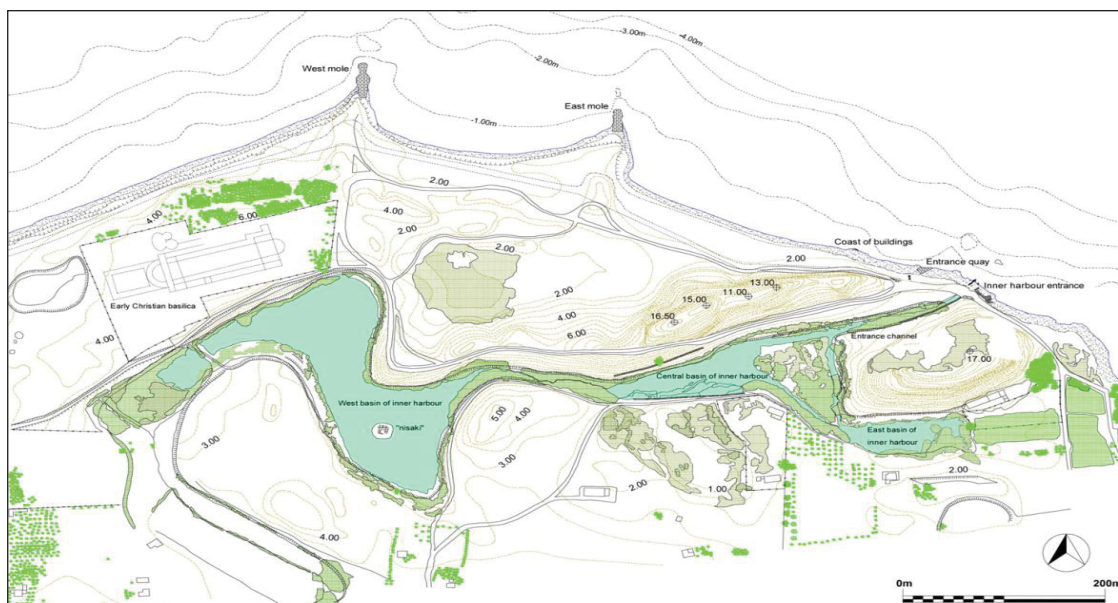 -3.00m
-4.00m
-2.00m
West mole
East mole
-1.00m
2.00
4.00
6.00
4.00
2.00
2.00
Coast of buildings
2.00
Entrance quay
Inner harbour entrance
Early Christian basilica
2.00
13.00
11.00
15.00
4.00
16.50
6.00
4.00
Entrance channel
17.00
Central basin of inner harbour
West basin of inner harbour
5.00
4.00
"nisaki"
East basin of
inner harbour
3.00
3.00
2.00
2.00
1.00
4.00
0m
200m